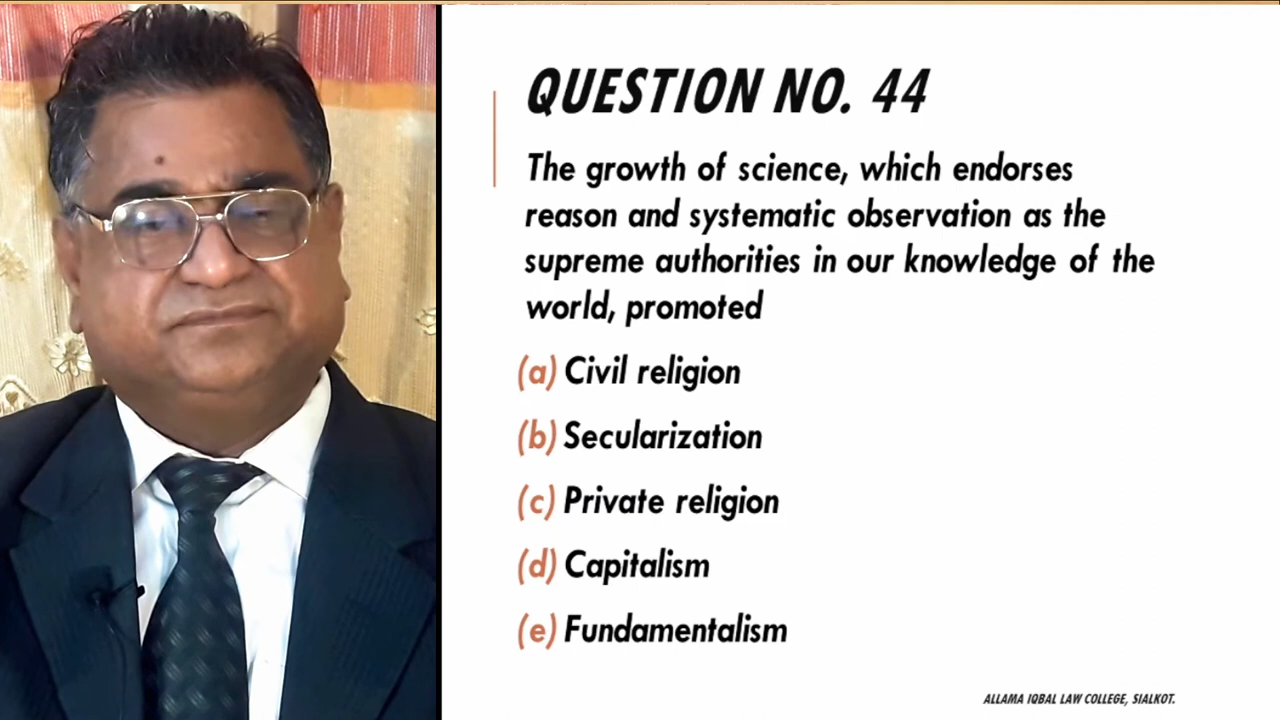 QUESTION NO. 44
The growth of science, which endorses
reason and systematic observation as the
supreme authorities in our knowledge of the
world, promoted
(a) Civil religion
(b) Secularization
(c) Private religion
(d) Capitalism
(e) Fundamentalism
ALLAMA IQBAL LAW COLLEGE, SIALKOT.